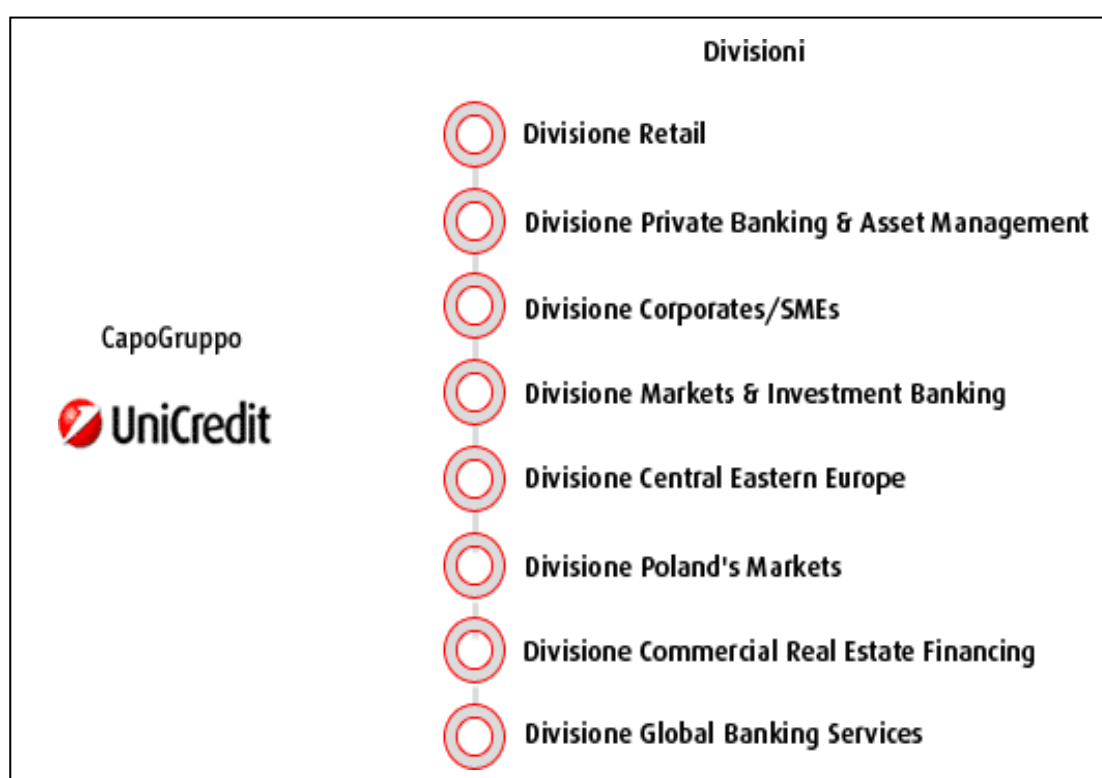 Divisioni
Divisione Retail
Divisione Private Banking & Asset Management
Divisione Corporates/SMEs
CapoGruppo
Divisione Markets & Investment Banking
UniCredit
Divisione Central Eastern Europe
Divisione Poland's Markets
Divisione Commercial Real Estate Financing
Divisione Global Banking Services